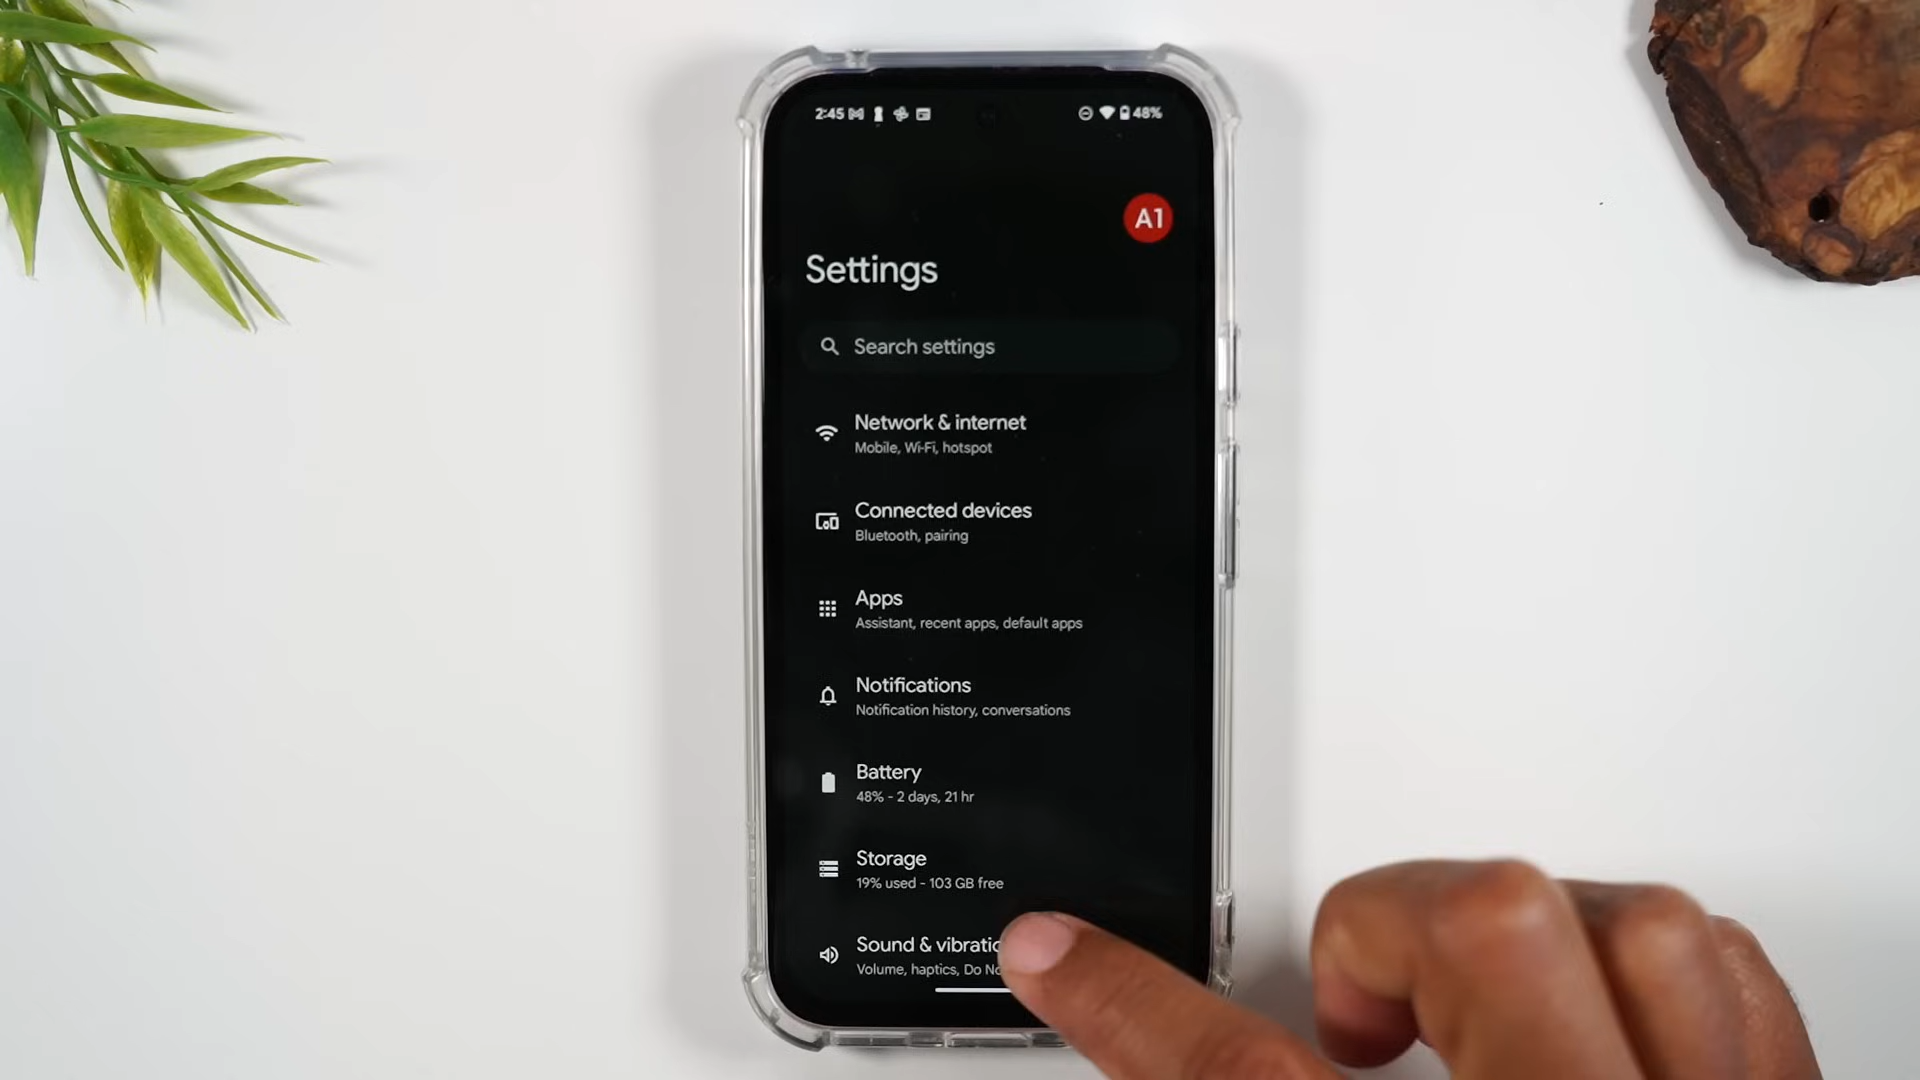 2:45
48%
A1
Settings
Search settings
Network & internet
Mobile, Wi-Fi, hotspot
Connected devices
Bluetooth, pairing
Apps
Assistant, recent apps, default apps
Notifications
Notification history, conversations
Battery
48% - 2 days, 21 hr
Storage
19% used - 103 GB free
Sound &
Volume, haptics, Do